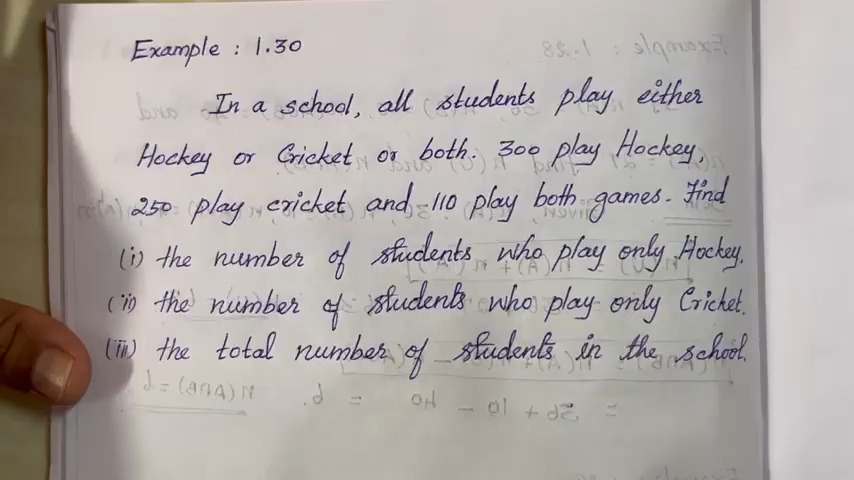 Example : 1.30
In a school, all students play either
Hockey or Cricket or both. 300 play Hockey,
250 play cricket and 110 play both games. Find
(i) the number of students who play only Hockey.
(ii) the number of students who play only Cricket.
(iii) the total number of students in the school.